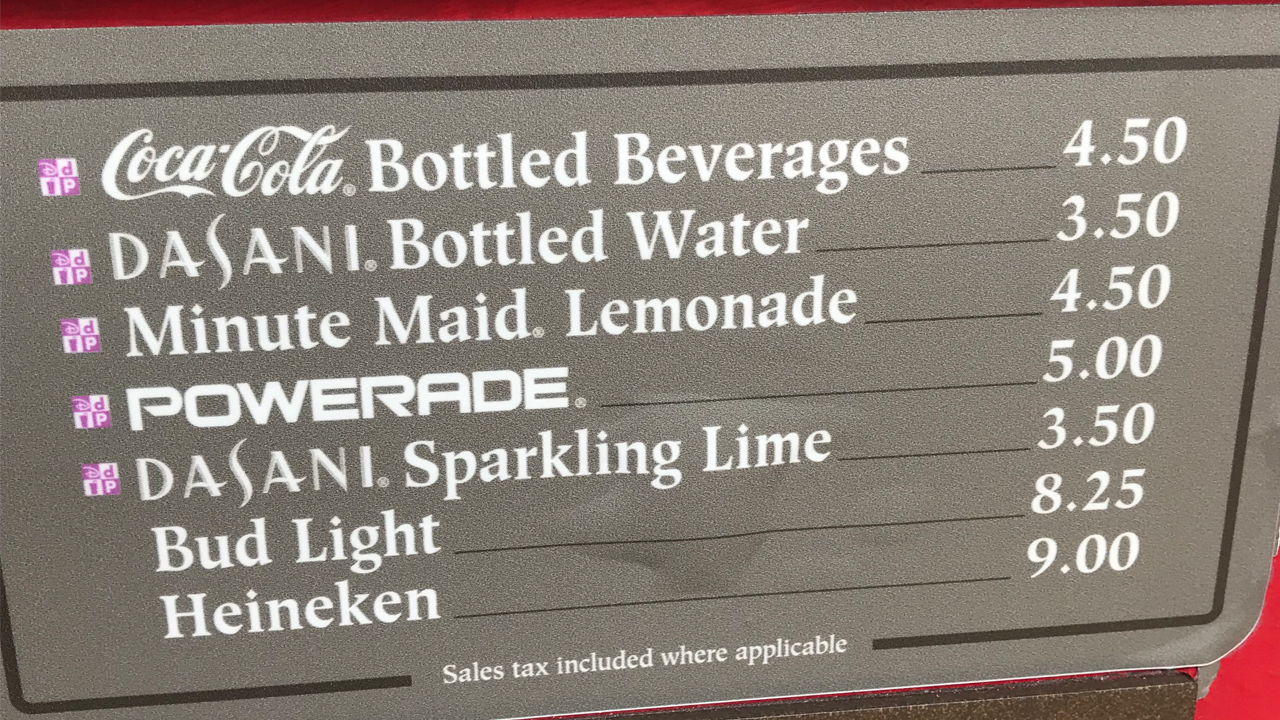 Coca-Cola® Bottled Beverages 4.50
DASANI® Bottled Water 3.50
Minute Maid® Lemonade 4.50
POWERADE® 5.00
DASANI® Sparkling Lime 3.50
Bud Light 8.25
Heineken 9.00
Sales tax included where applicable